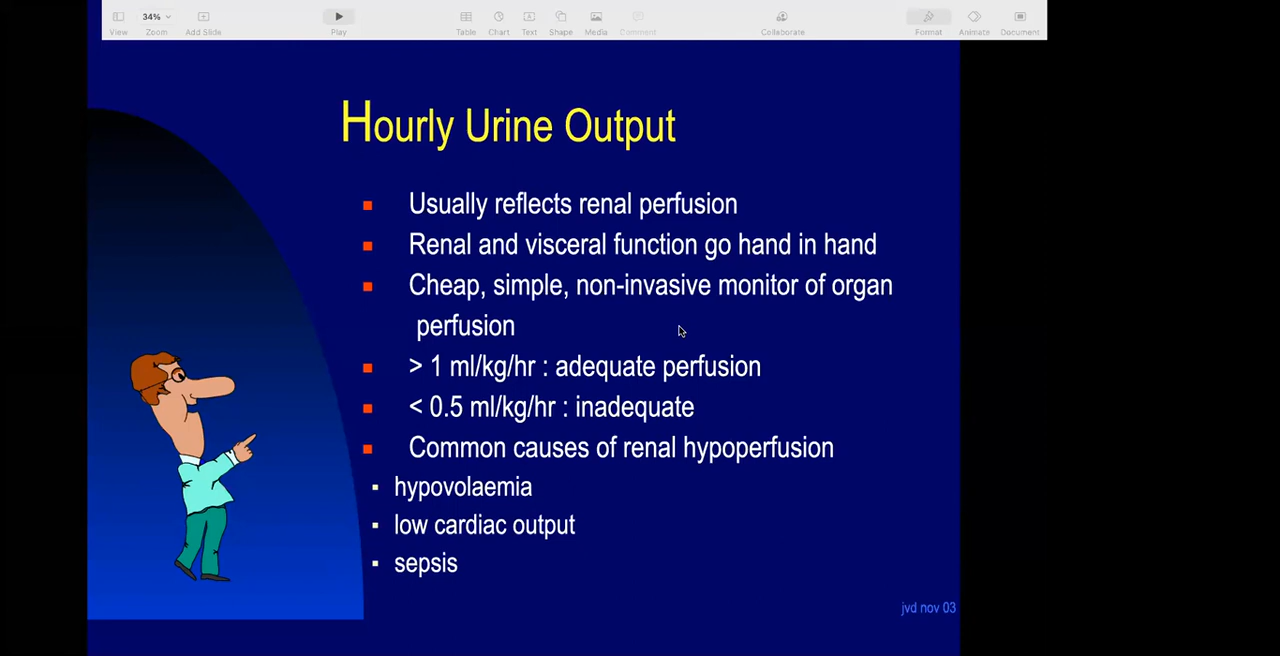 34%
View
Zoom
Add Slide
Play
Table
Chart
Text
Shape
Media
Comment
Collaborate
Format
Animate
Document
Hourly Urine Output
Usually reflects renal perfusion
Renal and visceral function go hand in hand
Cheap, simple, non-invasive monitor of organ
perfusion
> 1 ml/kg/hr : adequate perfusion
< 0.5 ml/kg/hr : inadequate
Common causes of renal hypoperfusion
hypovolaemia
low cardiac output
sepsis
jvd nov 03